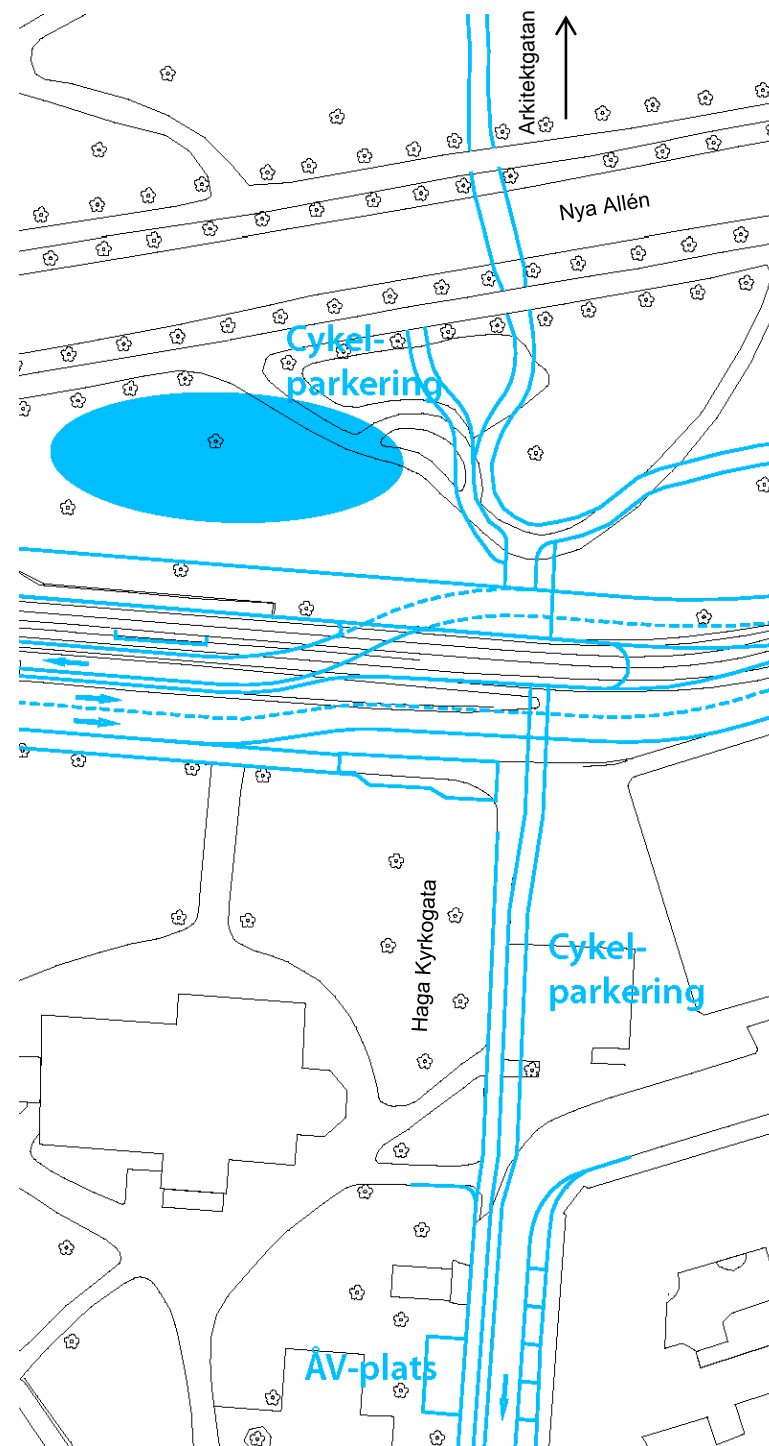 Arkitektgatan
Nya Allén
Cykel-
parkering
Haga Kyrkogata
Cykel-
parkering
ÅV-plats